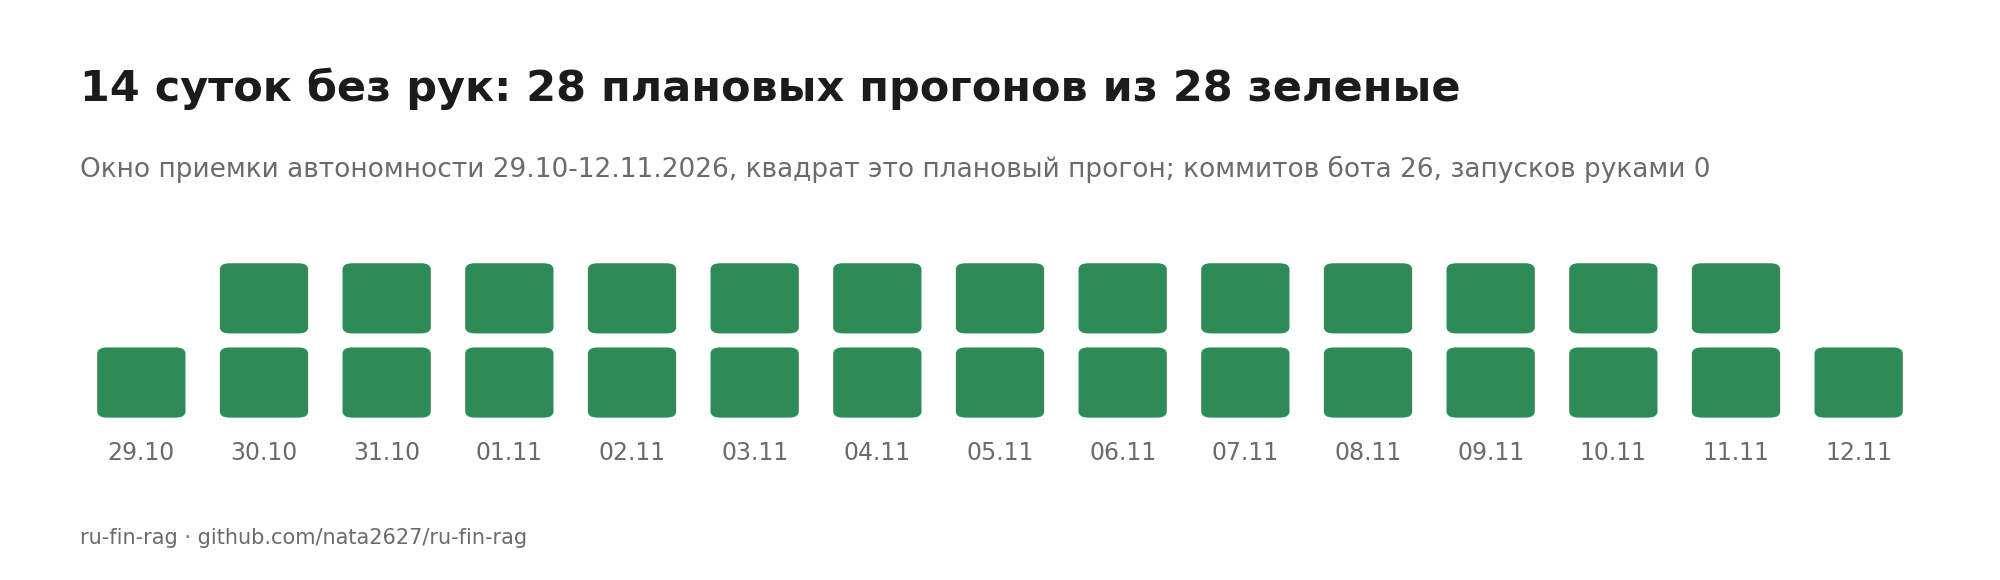 14 суток без рук: 28 плановых прогонов из 28 зеленые
Окно приемки автономности 29.10-12.11.2026, квадрат это плановый прогон; коммитов бота 26, запусков руками 0
29.10 30.10 31.10 01.11 02.11 03.11 04.11 05.11 06.11 07.11 08.11 09.11 10.11 11.11 12.11
ru-fin-rag · github.com/nata2627/ru-fin-rag